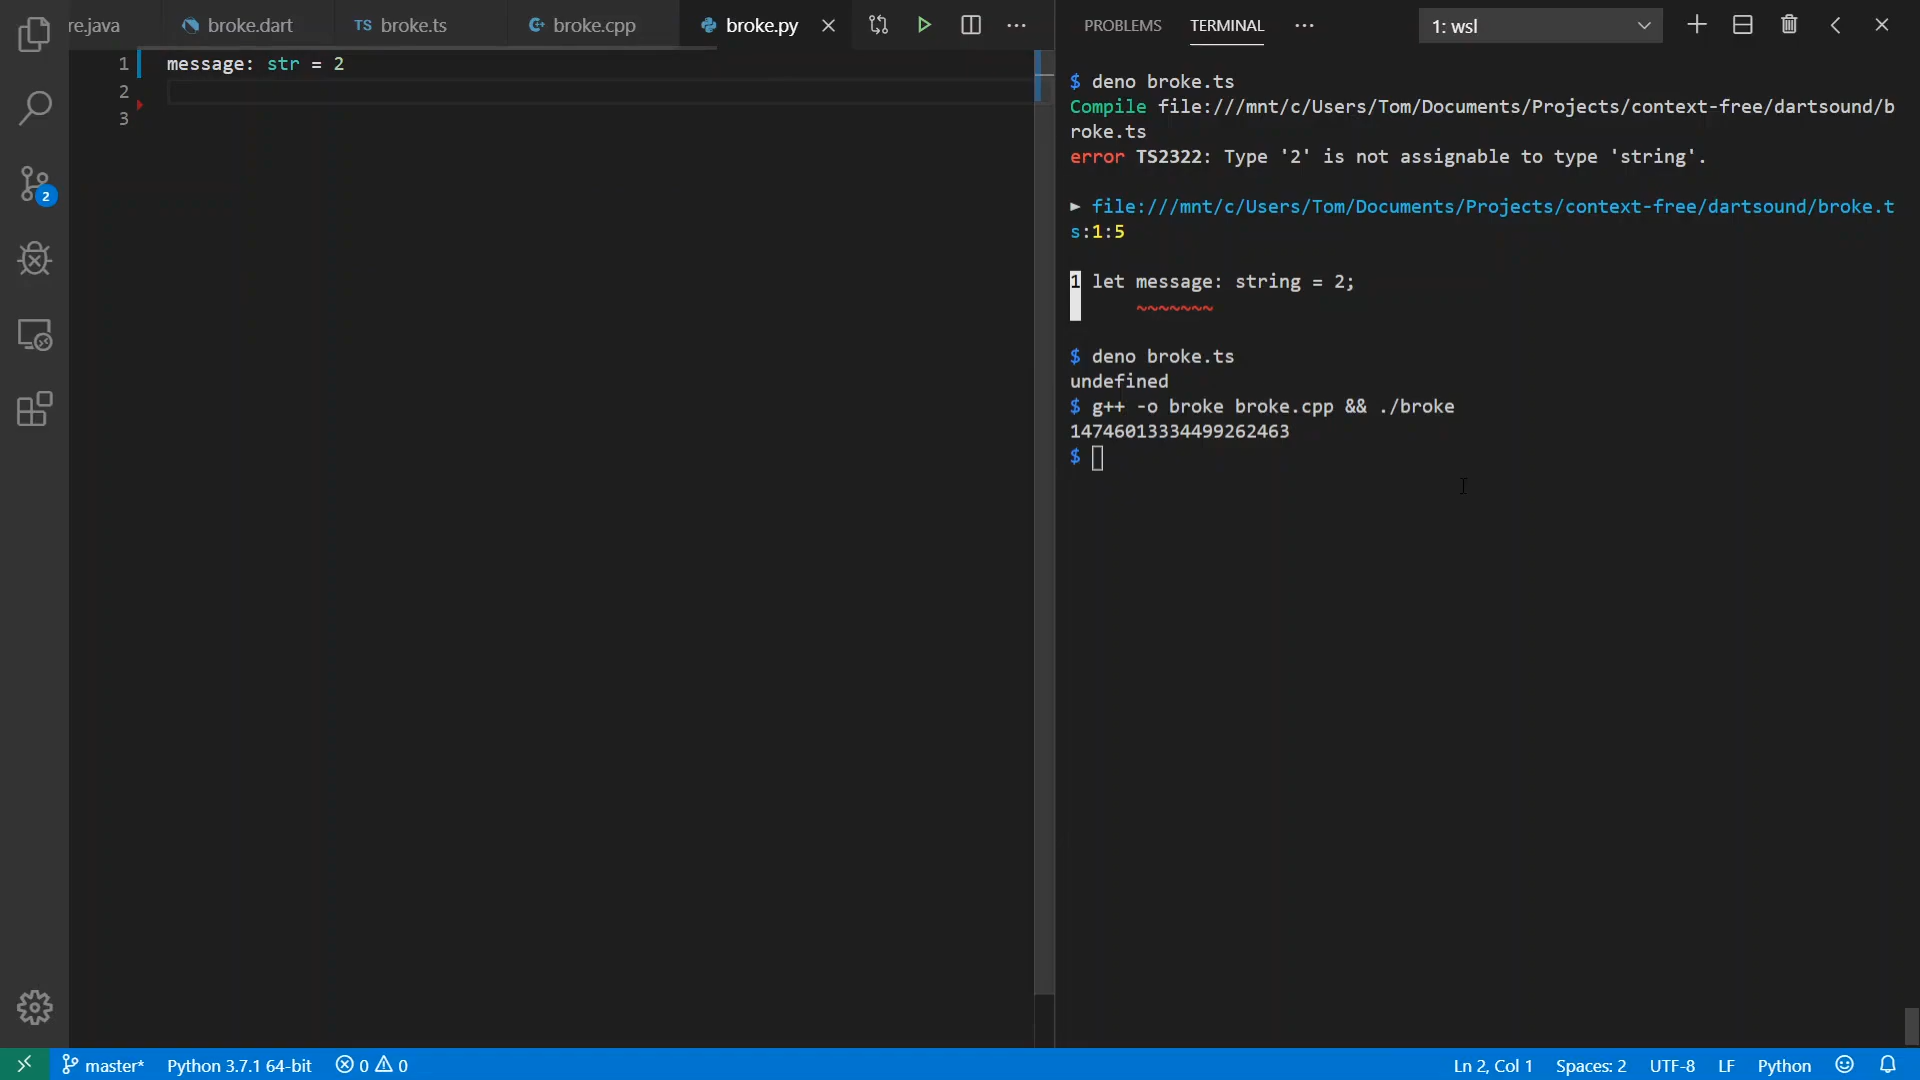 re.java broke.dart TS broke.ts broke.cpp broke.py
1 message: str = 2
2
3
2
PROBLEMS TERMINAL 1: wsl
$ deno broke.ts
Compile file:///mnt/c/Users/Tom/Documents/Projects/context-free/dartsound/b
roke.ts
error TS2322: Type '2' is not assignable to type 'string'.
► file:///mnt/c/Users/Tom/Documents/Projects/context-free/dartsound/broke.t
s:1:5
1 let message: string = 2;
~~~~~~~
$ deno broke.ts
undefined
$ g++ -o broke broke.cpp && ./broke
14746013334499262463
$
master* Python 3.7.1 64-bit 0 0 Ln 2, Col 1 Spaces: 2 UTF-8 LF Python